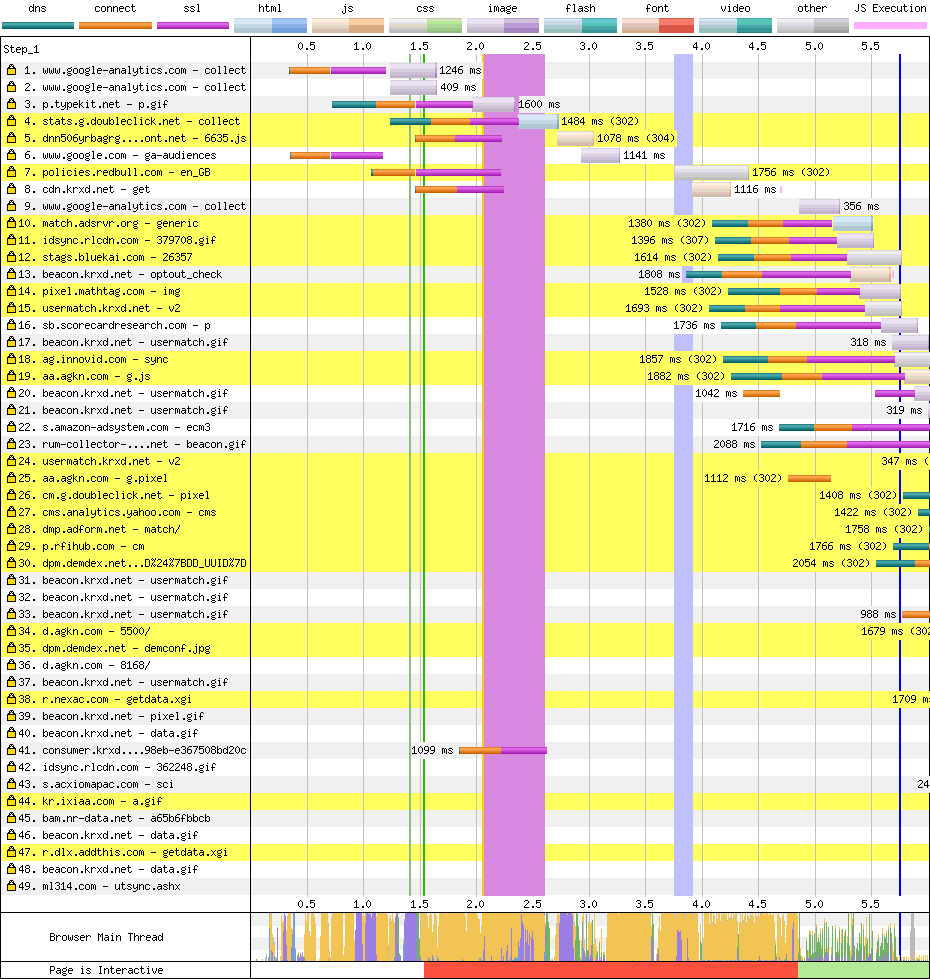 dns connect ssl html js css image flash font video other JS Execution
Step_1 0.5 1.0 1.5 2.0 2.5 3.0 3.5 4.0 4.5 5.0 5.5
1. www.google-analytics.com - collect 1246 ms
2. www.google-analytics.com - collect 409 ms
3. p.typekit.net - p.gif 1600 ms
4. stats.g.doubleclick.net - collect 1484 ms (302)
5. dnn506yrbagrg....ont.net - 6635.js 1078 ms (304)
6. www.google.com - ga-audiences 1141 ms
7. policies.redbull.com - en_GB 1756 ms (302)
8. cdn.krxd.net - get 1116 ms
9. www.google-analytics.com - collect 356 ms
10. match.adsrvr.org - generic 1380 ms (302)
11. idsync.rlcdn.com - 379708.gif 1396 ms (307)
12. stags.bluekai.com - 26357 1614 ms (302)
13. beacon.krxd.net - optout_check 1808 ms
14. pixel.mathtag.com - img 1528 ms (302)
15. usermatch.krxd.net - v2 1693 ms (302)
16. sb.scorecardresearch.com - p 1736 ms
17. beacon.krxd.net - usermatch.gif 318 ms
18. ag.innovid.com - sync 1857 ms (302)
19. aa.agkn.com - g.js 1882 ms (302)
20. beacon.krxd.net - usermatch.gif 1042 ms
21. beacon.krxd.net - usermatch.gif 319 ms
22. s.amazon-adsystem.com - ecm3 1716 ms
23. rum-collector-....net - beacon.gif 2088 ms
24. usermatch.krxd.net - v2 347 ms (
25. aa.agkn.com - g.pixel 1112 ms (302)
26. cm.g.doubleclick.net - pixel 1408 ms (302)
27. cms.analytics.yahoo.com - cms 1422 ms (302)
28. dmp.adform.net - match/ 1758 ms (302)
29. p.rfihub.com - cm 1766 ms (302)
30. dpm.demdex.net...D%24%7BDD_UUID%7D 2054 ms (302)
31. beacon.krxd.net - usermatch.gif
32. beacon.krxd.net - usermatch.gif
33. beacon.krxd.net - usermatch.gif 988 ms
34. d.agkn.com - 5500/ 1679 ms (302
35. dpm.demdex.net - demconf.jpg
36. d.agkn.com - 8168/
37. beacon.krxd.net - usermatch.gif
38. r.nexac.com - getdata.xgi 1709 m
39. beacon.krxd.net - pixel.gif
40. beacon.krxd.net - data.gif
41. consumer.krxd....98eb-e367508bd20c 1099 ms
42. idsync.rlcdn.com - 362248.gif
43. s.acxiomapac.com - sci 24
44. kr.ixiaa.com - a.gif
45. bam.nr-data.net - a65b6fbbcb
46. beacon.krxd.net - data.gif
47. r.dlx.addthis.com - getdata.xgi
48. beacon.krxd.net - data.gif
49. ml314.com - utsync.ashx
0.5 1.0 1.5 2.0 2.5 3.0 3.5 4.0 4.5 5.0 5.5
Browser Main Thread
Page is Interactive